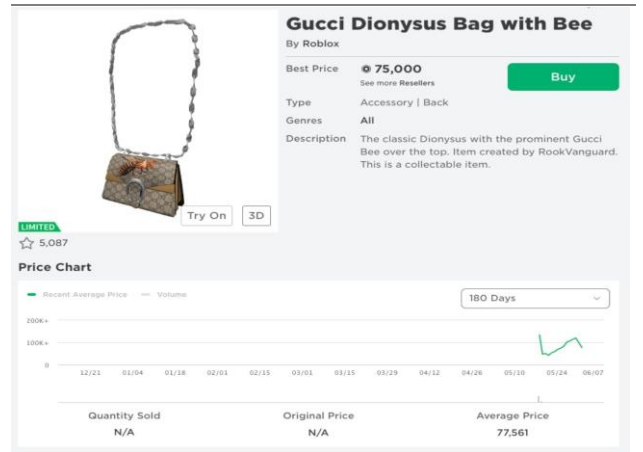 Gucci Dionysus Bag with Bee
By Roblox
Best Price 75,000
See more Resellers
Buy
Type Accessory | Back
Genres All
Description The classic Dionysus with the prominent Gucci
Bee over the top. Item created by RookVanguard.
This is a collectable item.
Try On 3D
LIMITED
5,087
Price Chart
Recent Average Price Volume
180 Days
200K+
100K+
0
12/21 01/04 01/18 02/01 02/15 03/01 03/15 03/29 04/12 04/26 05/10 05/24 06/07
Quantity Sold Original Price Average Price
N/A N/A 77,561